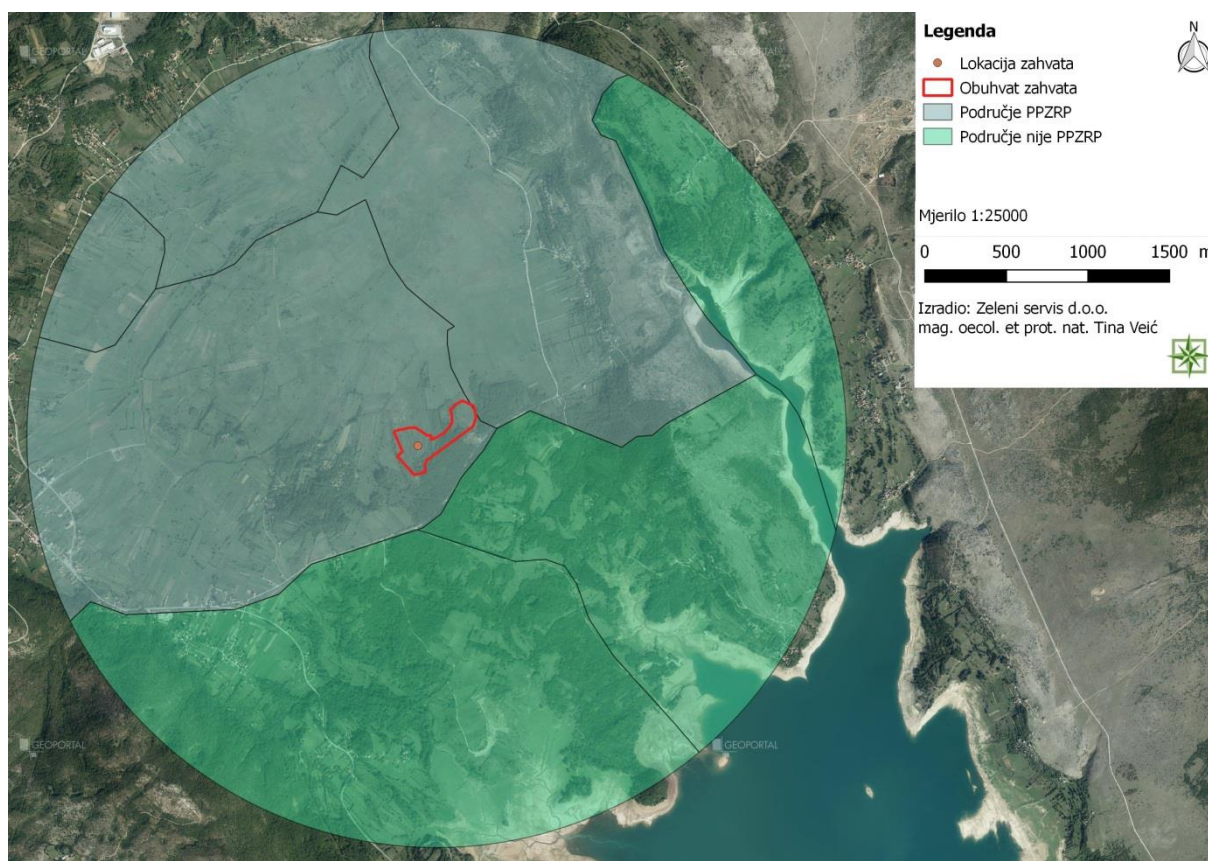 Legenda
N
Lokacija zahvata
Obuhvat zahvata
Područje PPZRP
Područje nije PPZRP
Mjerilo 1:25000
0 500 1000 1500 m
Izradio: Zeleni servis d.o.o.
mag. oecol. et prot. nat. Tina Veić
GEOPORTAL
GEOPORTAL
GEOPORTAL
GEOPORTAL